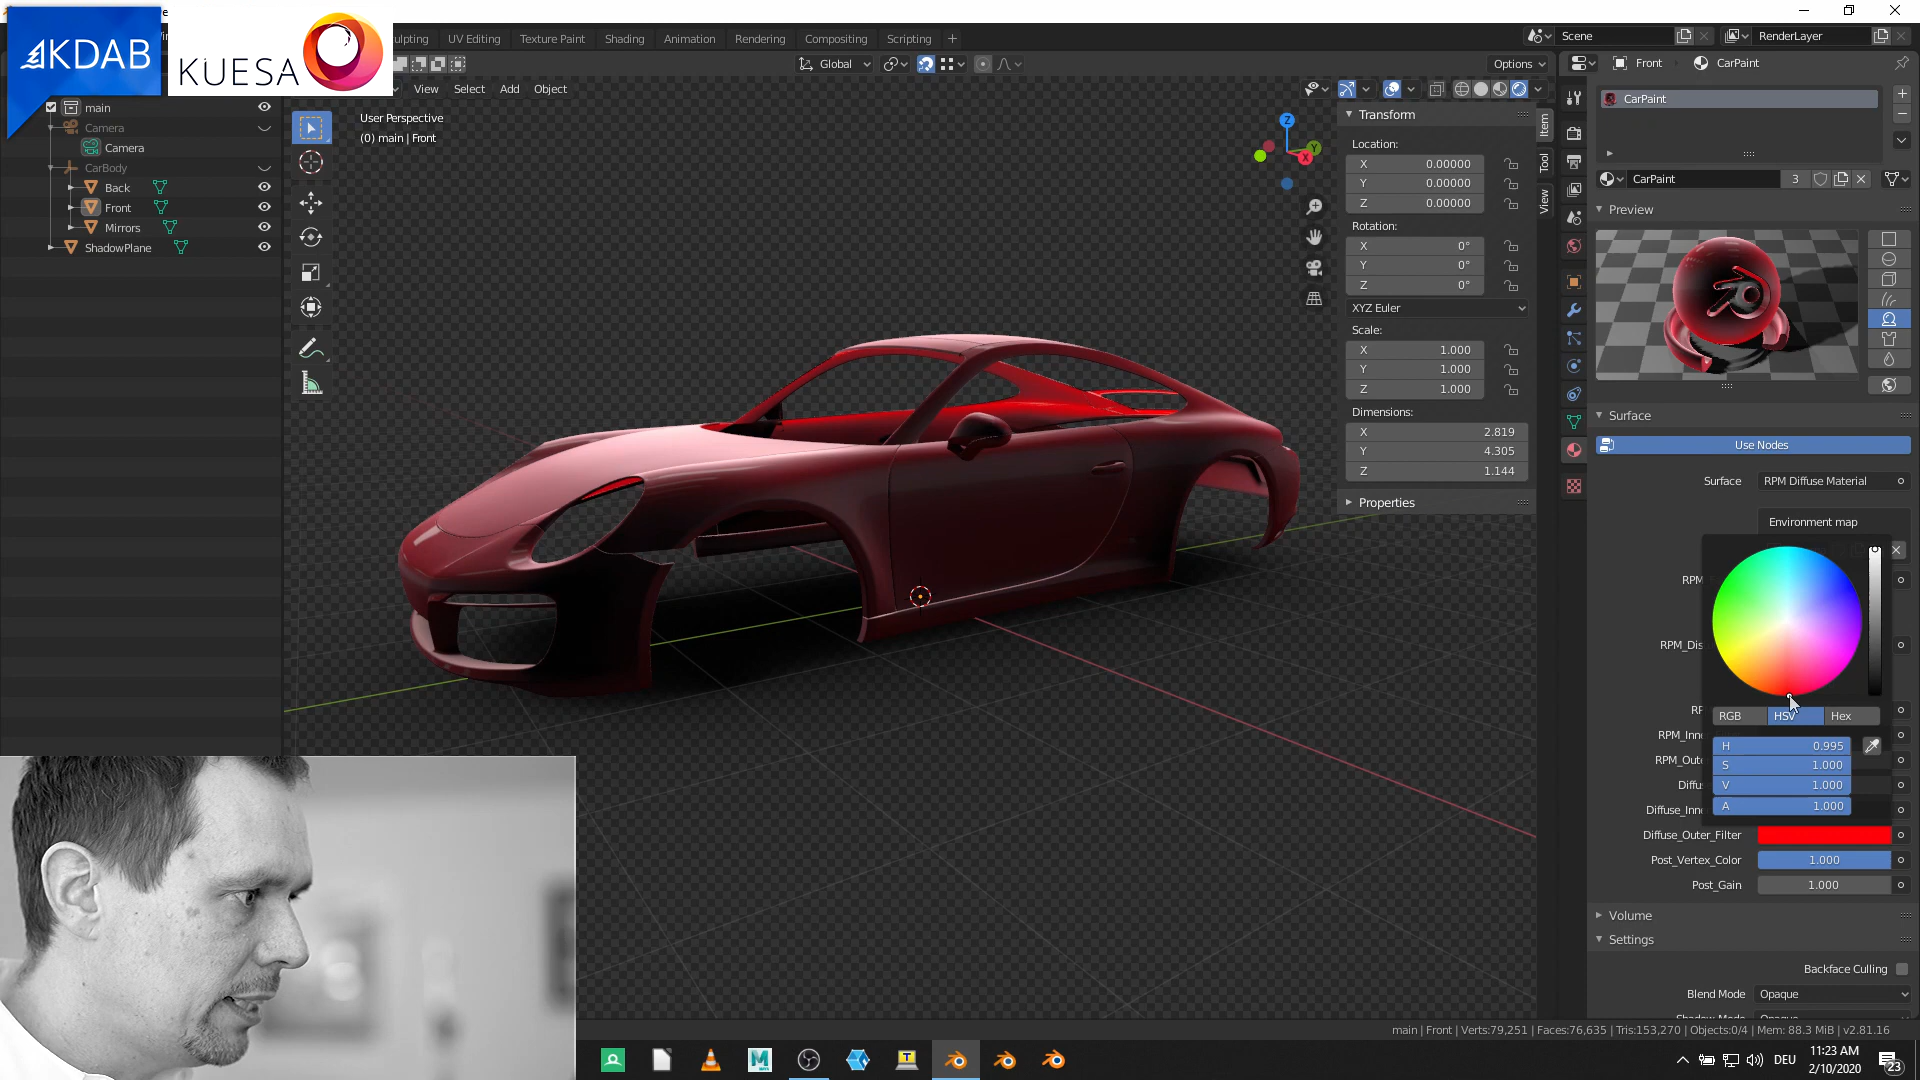 KDAB
KUESA
UV Editing
Texture Paint
Shading
Animation
Rendering
Compositing
Scripting
Scene
RenderLayer
Global
Options
View
Select
Add
Object
Front
CarPaint
main
Camera
Camera
CarBody
Back
Front
Mirrors
ShadowPlane
User Perspective
(0) main | Front
Z
Y
X
Transform
Location:
X 0.00000
Y 0.00000
Z 0.00000
Rotation:
X 0°
Y 0°
Z 0°
XYZ Euler
Scale:
X 1.000
Y 1.000
Z 1.000
Dimensions:
X 2.819
Y 4.305
Z 1.144
Properties
Item
Tool
View
CarPaint
CarPaint
3
Preview
Surface
Use Nodes
Surface
RPM Diffuse Material
Environment map
RPM
RPM_Dis
RP
RPM_Inn
RPM_Oute
Diffu
Diffuse_Inn
RGB
HSV
Hex
H 0.995
S 1.000
V 1.000
A 1.000
Diffuse_Outer_Filter
Post_Vertex_Color 1.000
Post_Gain 1.000
Volume
Settings
Backface Culling
Blend Mode Opaque
main | Front | Verts:79,251 | Faces:76,635 | Tris:153,270 | Objects:0/4 | Mem: 88.3 MiB | v2.81.16
DEU
11:23 AM
2/10/2020
23